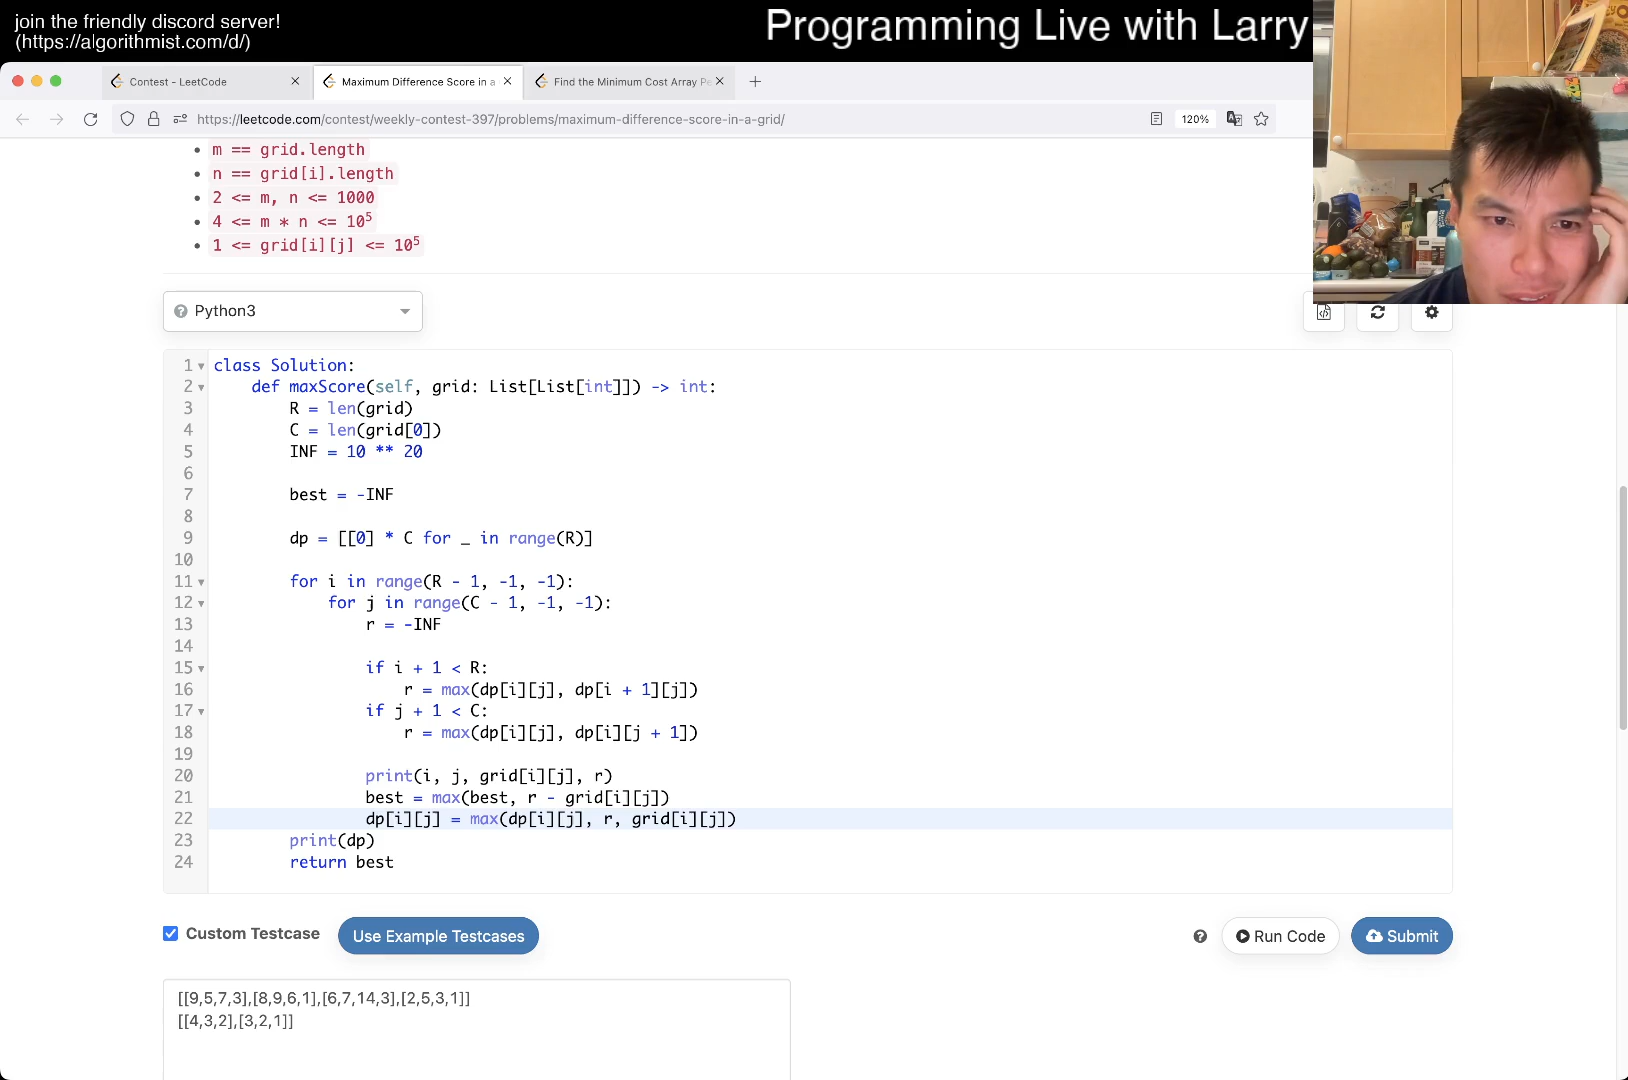 join the friendly discord server!
(https://algorithmist.com/d/)
Programming Live with Larry
Contest - LeetCode
Maximum Difference Score in a
Find the Minimum Cost Array Pe
https://leetcode.com/contest/weekly-contest-397/problems/maximum-difference-score-in-a-grid/
120%
m == grid.length
n == grid[i].length
2 <= m, n <= 1000
4 <= m * n <= 10⁵
1 <= grid[i][j] <= 10⁵
Python3
1 class Solution:
2     def maxScore(self, grid: List[List[int]]) -> int:
3         R = len(grid)
4         C = len(grid[0])
5         INF = 10 ** 20
6
7         best = -INF
8
9         dp = [[0] * C for _ in range(R)]
10
11         for i in range(R - 1, -1, -1):
12             for j in range(C - 1, -1, -1):
13                 r = -INF
14
15                 if i + 1 < R:
16                     r = max(dp[i][j], dp[i + 1][j])
17                 if j + 1 < C:
18                     r = max(dp[i][j], dp[i][j + 1])
19
20                 print(i, j, grid[i][j], r)
21                 best = max(best, r - grid[i][j])
22                 dp[i][j] = max(dp[i][j], r, grid[i][j])
23         print(dp)
24         return best
Custom Testcase
Use Example Testcases
Run Code
Submit
[[9,5,7,3],[8,9,6,1],[6,7,14,3],[2,5,3,1]]
[[4,3,2],[3,2,1]]